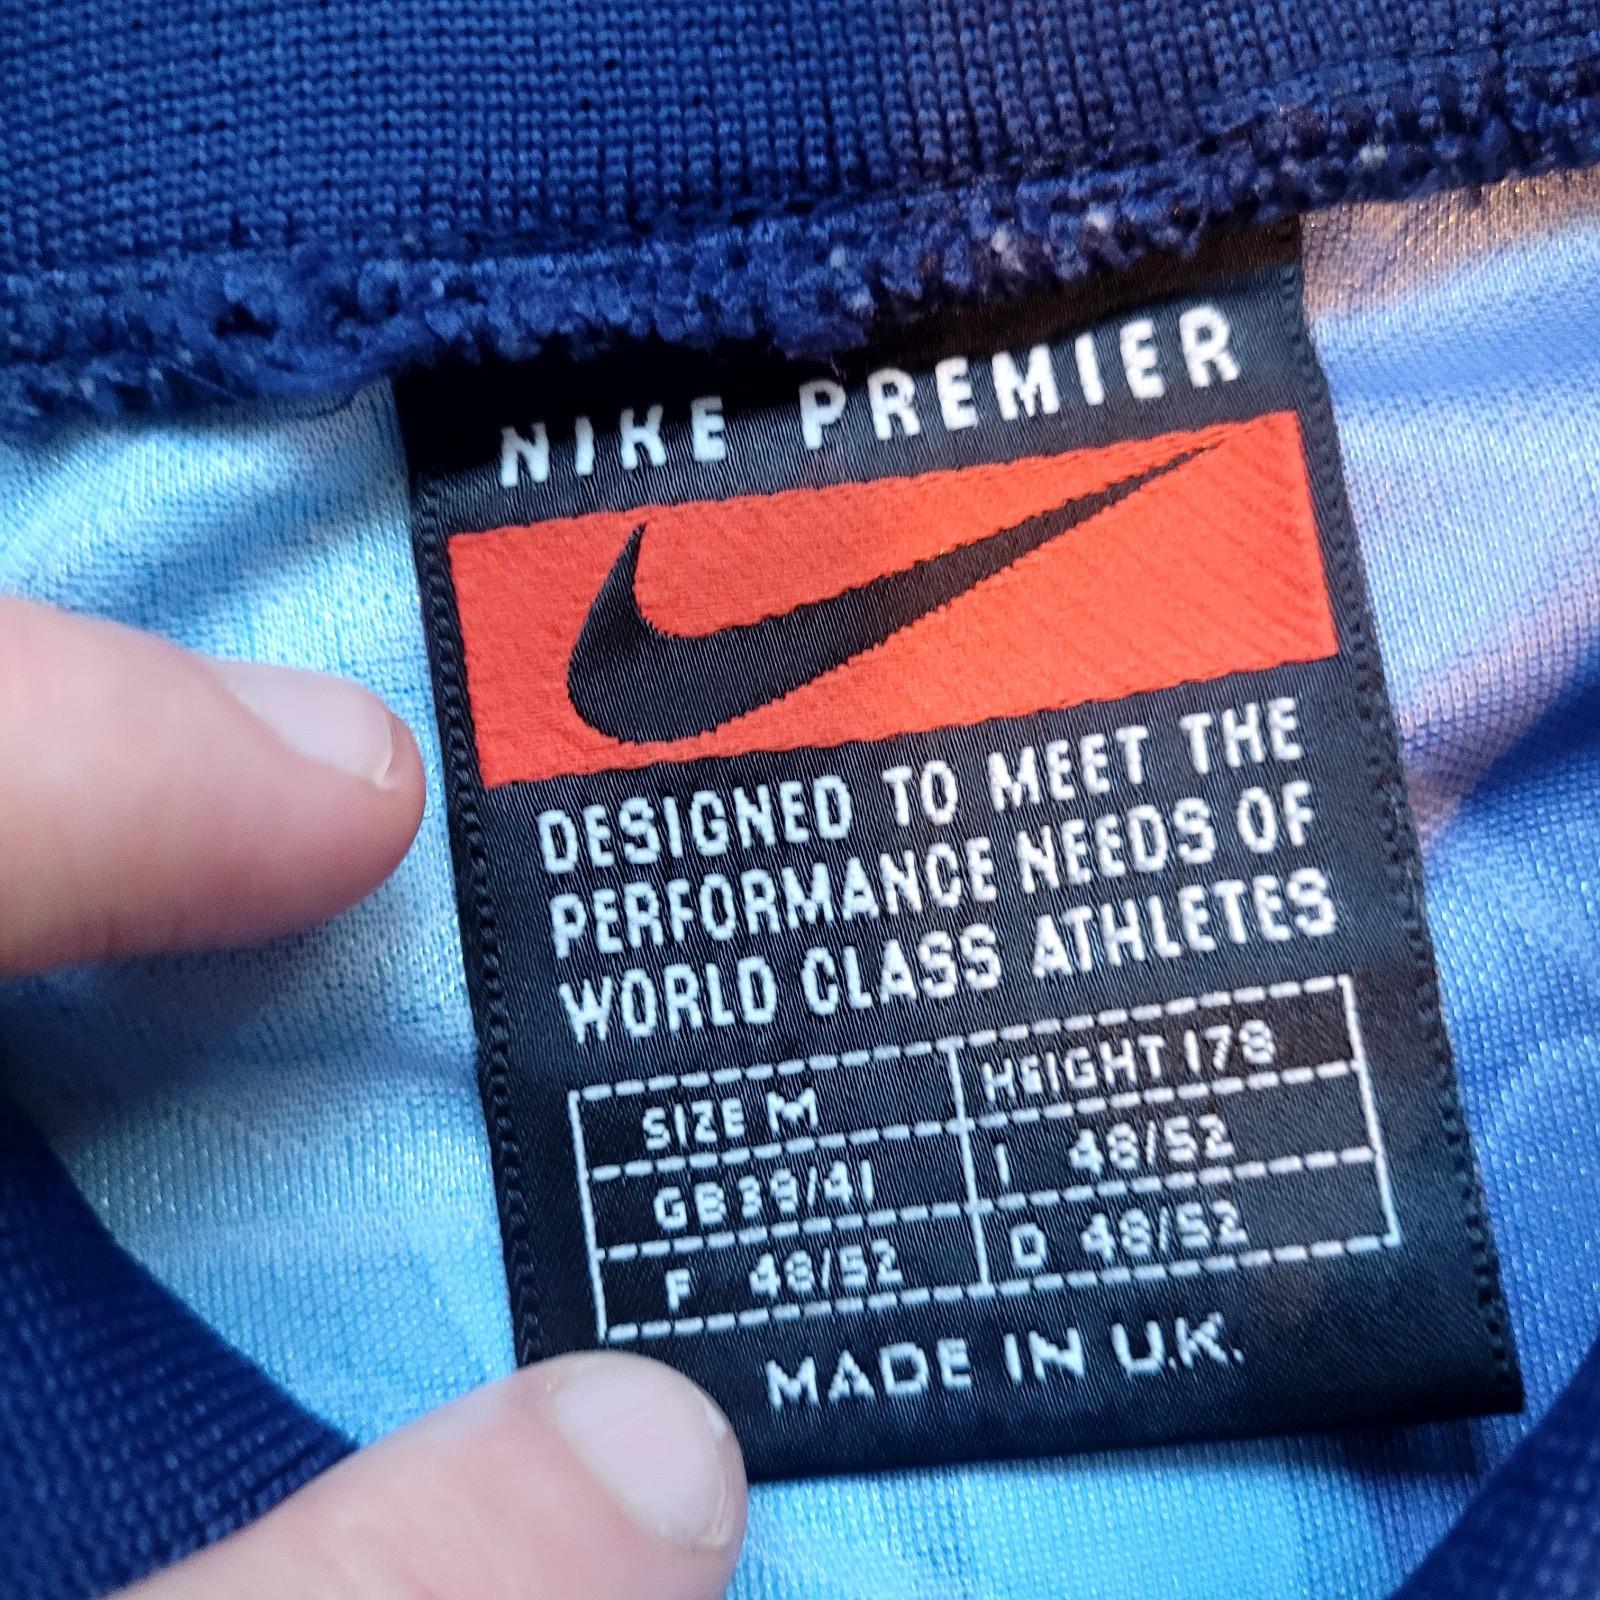 NIKE PREMIER
DESIGNED TO MEET THE
PERFORMANCE NEEDS OF
WORLD CLASS ATHLETES
SIZE M HEIGHT 178
GB 39/41 I 48/52
F 48/52 D 48/52
MADE IN U.K.